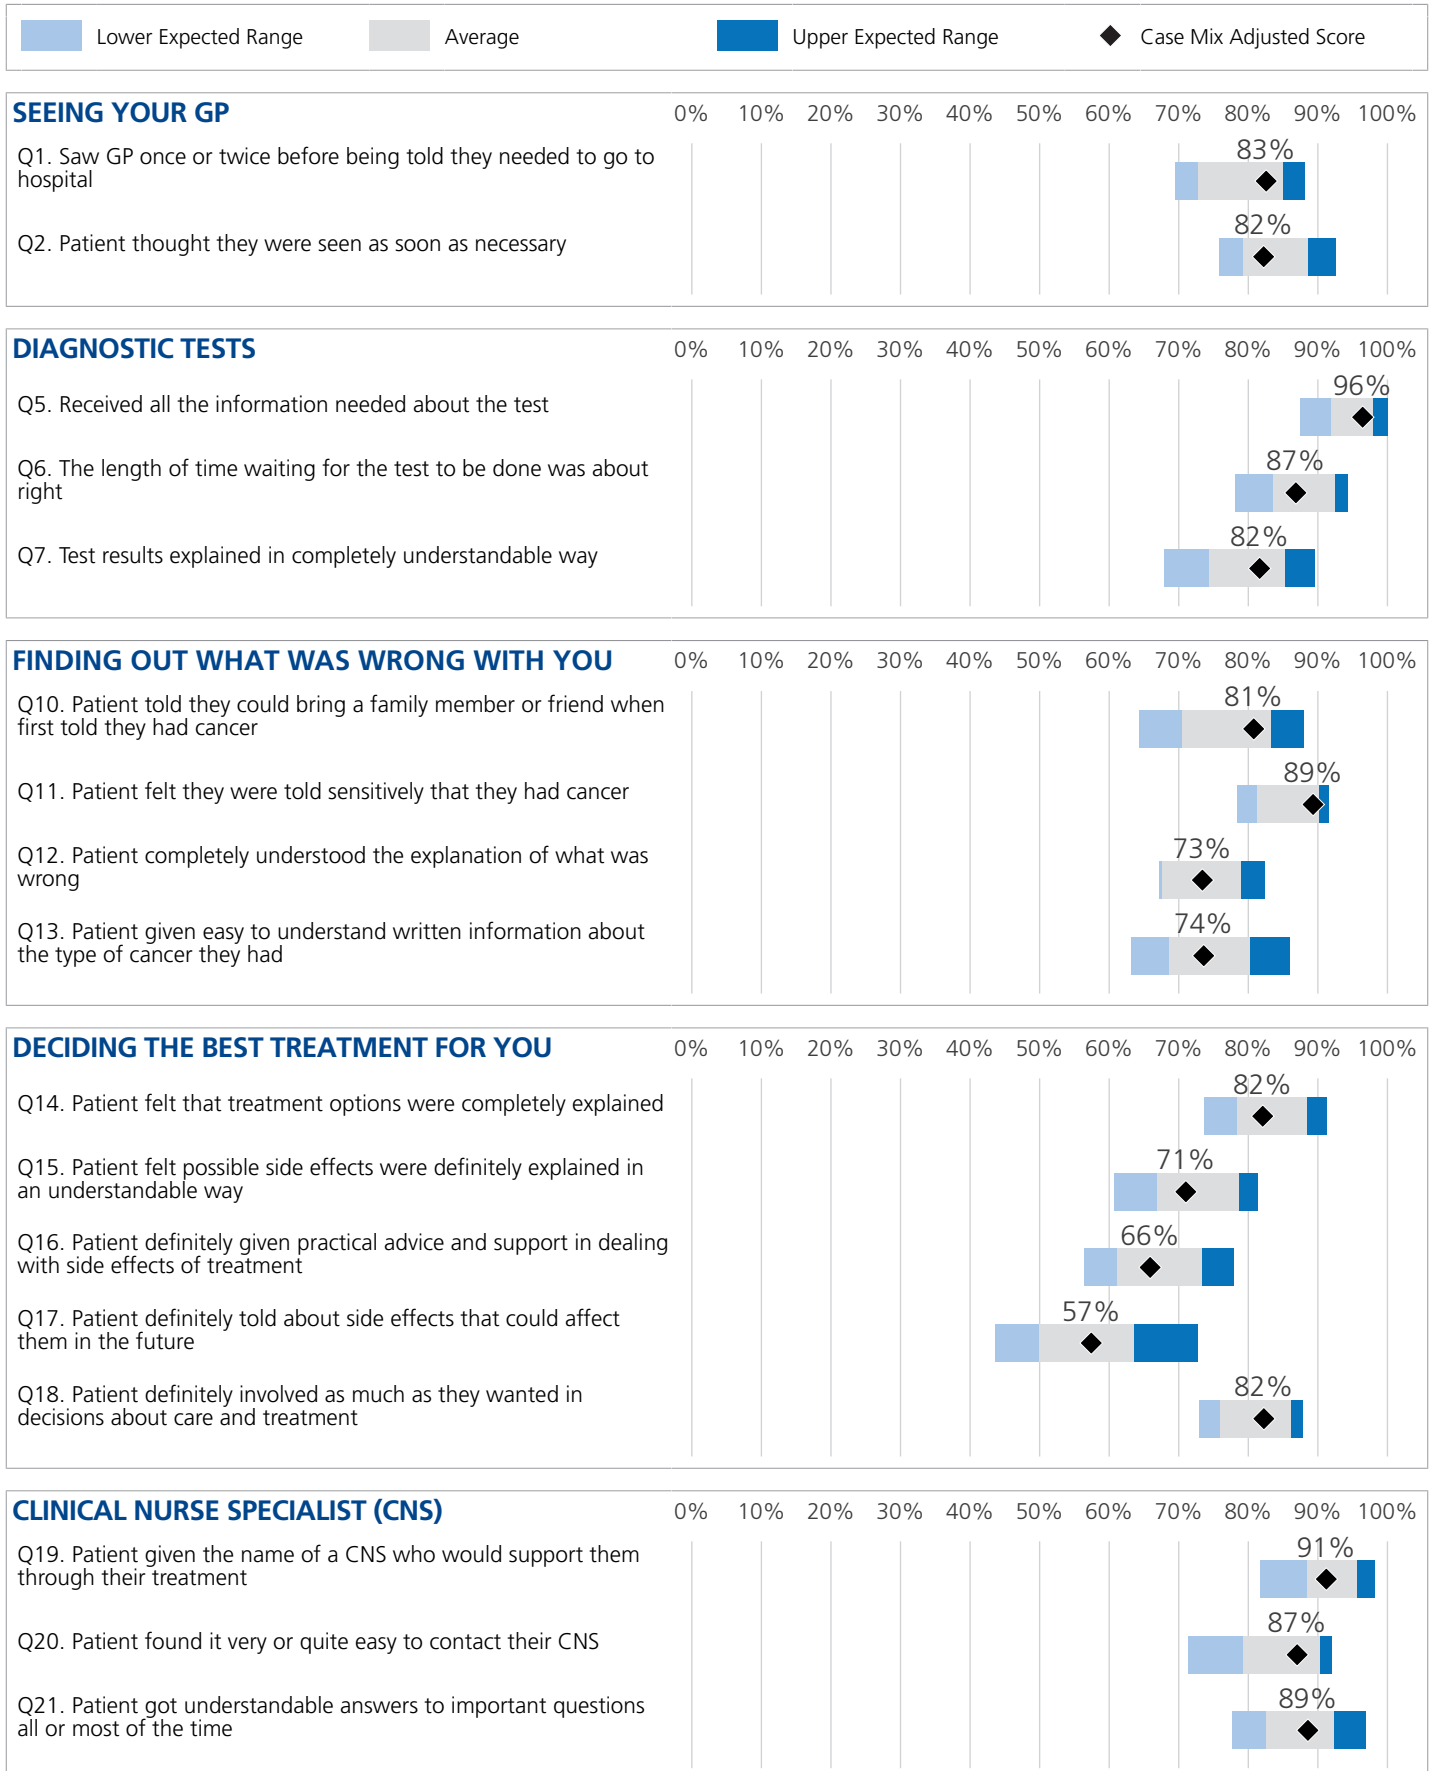 Lower Expected Range Average Upper Expected Range Case Mix Adjusted Score
SEEING YOUR GP 0% 10% 20% 30% 40% 50% 60% 70% 80% 90% 100%
Q1. Saw GP once or twice before being told they needed to go to
hospital
83%
Q2. Patient thought they were seen as soon as necessary
82%
DIAGNOSTIC TESTS 0% 10% 20% 30% 40% 50% 60% 70% 80% 90% 100%
Q5. Received all the information needed about the test
96%
Q6. The length of time waiting for the test to be done was about
right
87%
Q7. Test results explained in completely understandable way
82%
FINDING OUT WHAT WAS WRONG WITH YOU 0% 10% 20% 30% 40% 50% 60% 70% 80% 90% 100%
Q10. Patient told they could bring a family member or friend when
first told they had cancer
81%
Q11. Patient felt they were told sensitively that they had cancer
89%
Q12. Patient completely understood the explanation of what was
wrong
73%
Q13. Patient given easy to understand written information about
the type of cancer they had
74%
DECIDING THE BEST TREATMENT FOR YOU 0% 10% 20% 30% 40% 50% 60% 70% 80% 90% 100%
Q14. Patient felt that treatment options were completely explained
82%
Q15. Patient felt possible side effects were definitely explained in
an understandable way
71%
Q16. Patient definitely given practical advice and support in dealing
with side effects of treatment
66%
Q17. Patient definitely told about side effects that could affect
them in the future
57%
Q18. Patient definitely involved as much as they wanted in
decisions about care and treatment
82%
CLINICAL NURSE SPECIALIST (CNS) 0% 10% 20% 30% 40% 50% 60% 70% 80% 90% 100%
Q19. Patient given the name of a CNS who would support them
through their treatment
91%
Q20. Patient found it very or quite easy to contact their CNS
87%
Q21. Patient got understandable answers to important questions
all or most of the time
89%